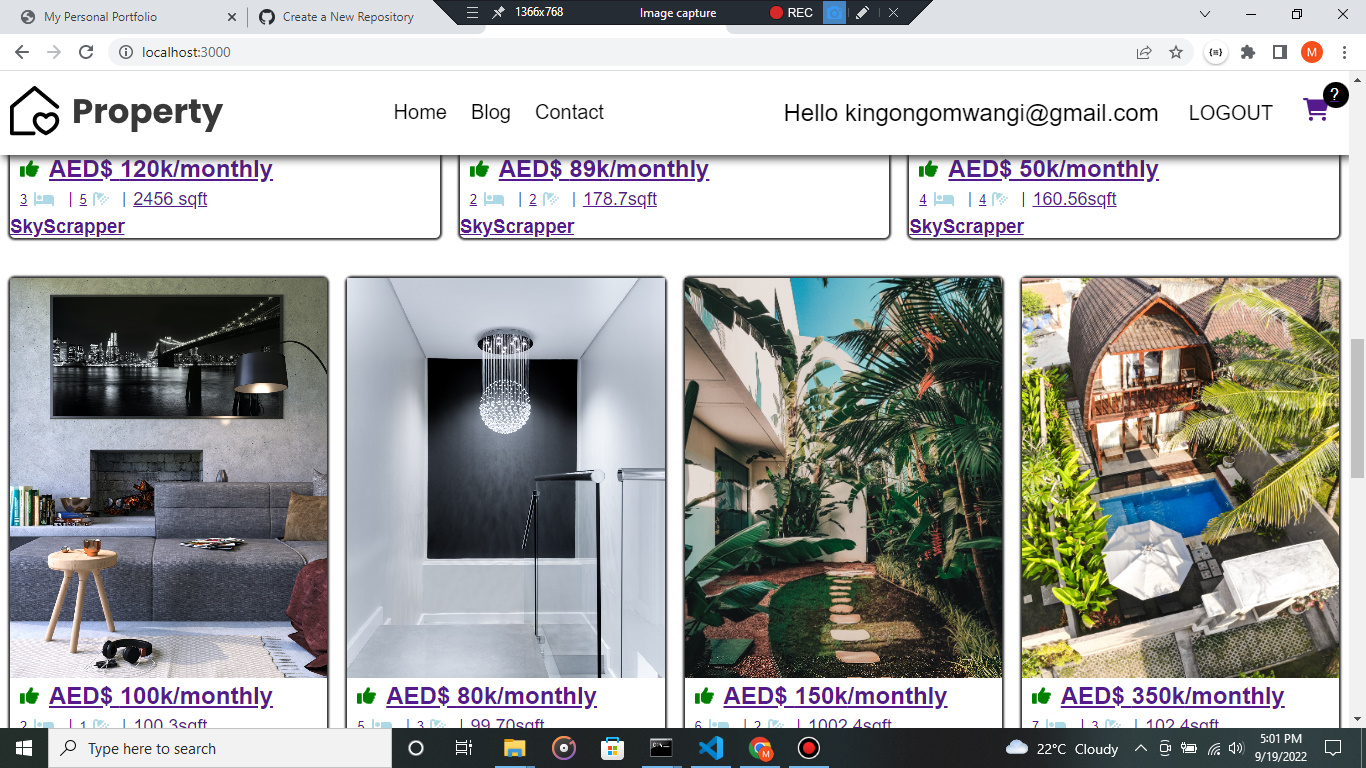 My Personal Portfolio
Create a New Repository
1366x768
Image capture
REC
localhost:3000
M
Property
Home
Blog
Contact
Hello kingongomwangi@gmail.com
LOGOUT
?
AED$ 120k/monthly
3 | 5 | 2456 sqft
SkyScrapper
AED$ 89k/monthly
2 | 2 | 178.7sqft
SkyScrapper
AED$ 50k/monthly
4 | 4 | 160.56sqft
SkyScrapper
AED$ 100k/monthly
2 | 1 | 100.3sqft
AED$ 80k/monthly
5 | 3 | 99.70sqft
AED$ 150k/monthly
6 | 2 | 1002.4sqft
AED$ 350k/monthly
7 | 3 | 102.4sqft
Type here to search
M
22°C Cloudy
5:01 PM
9/19/2022